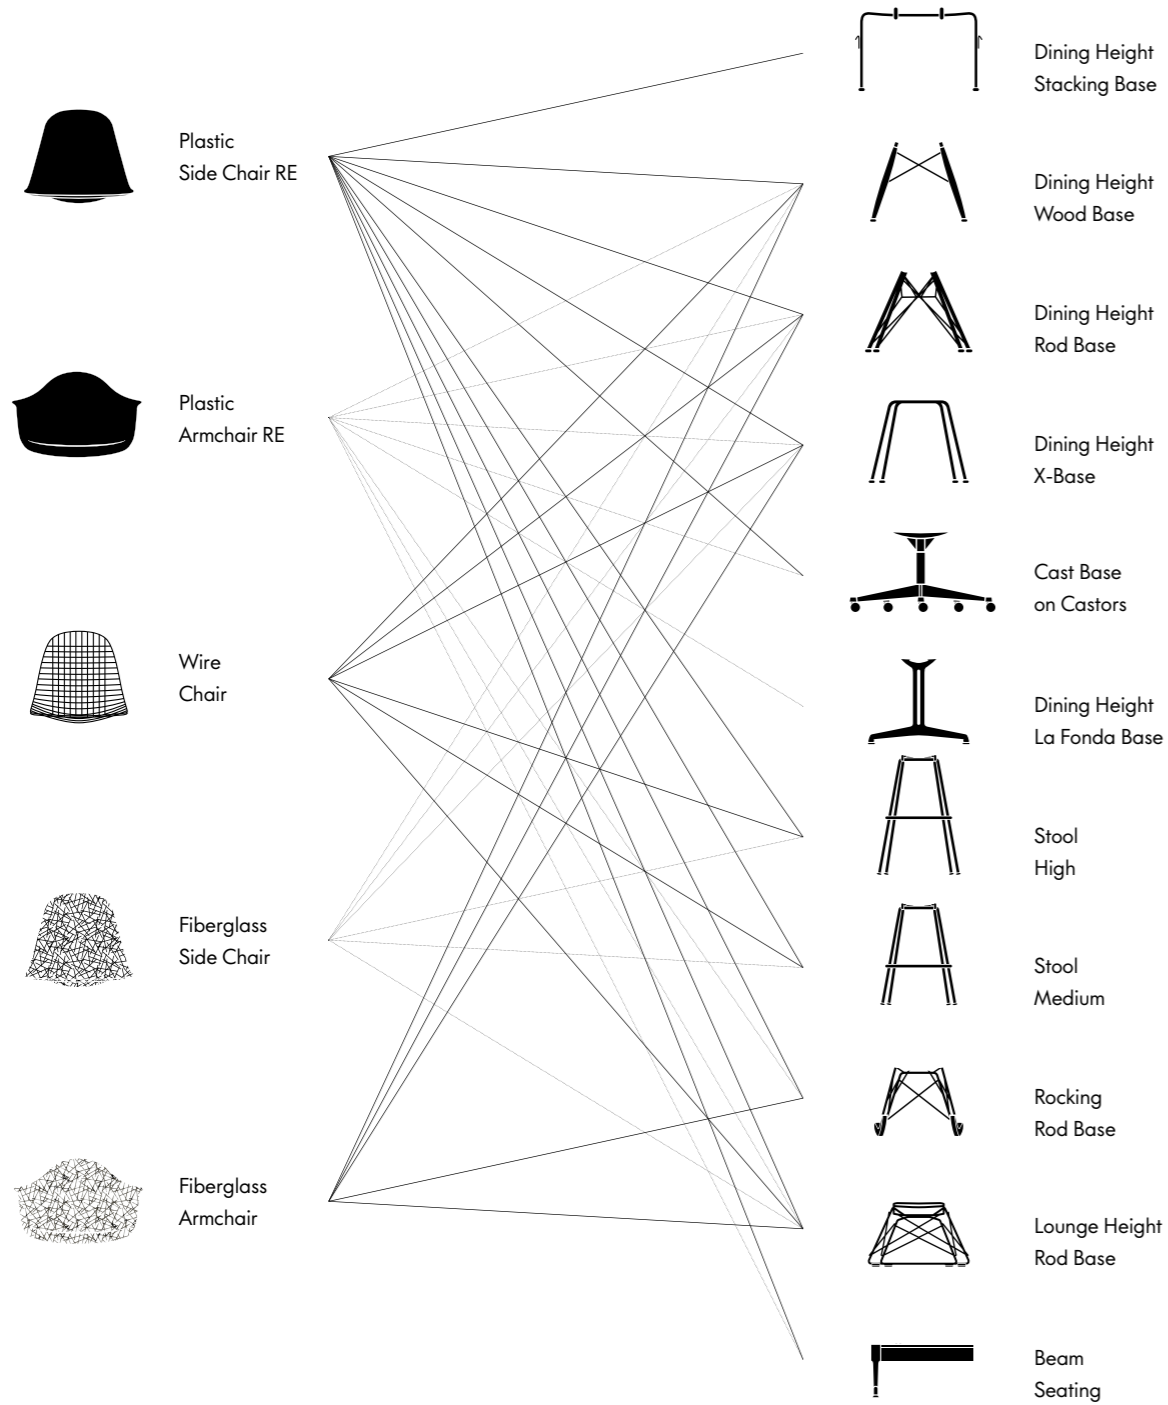 Plastic
Side Chair RE
Plastic
Armchair RE
Wire
Chair
Fiberglass
Side Chair
Fiberglass
Armchair
Dining Height
Stacking Base
Dining Height
Wood Base
Dining Height
Rod Base
Dining Height
X-Base
Cast Base
on Castors
Dining Height
La Fonda Base
Stool
High
Stool
Medium
Rocking
Rod Base
Lounge Height
Rod Base
Beam
Seating